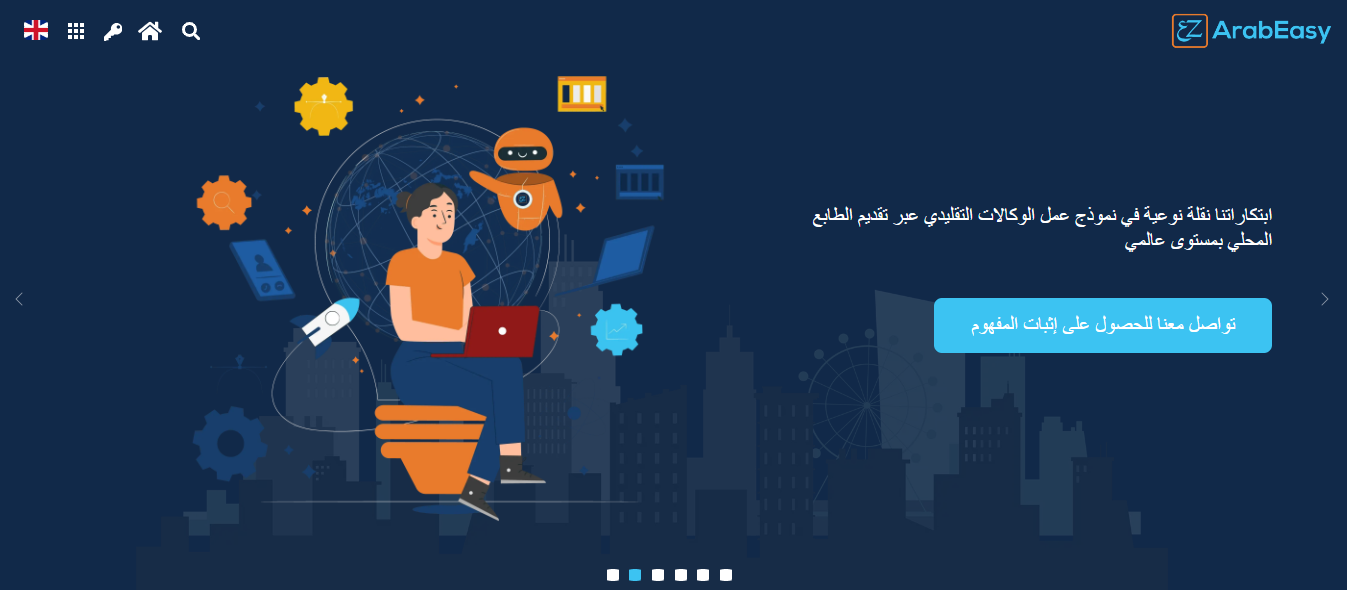 ArabEasy
ابتكاراتنا نقلة نوعية في نموذج عمل الوكالات التقليدي عبر تقديم الطابع
المحلي بمستوى عالمي
تواصل معنا للحصول على إثبات المفهوم